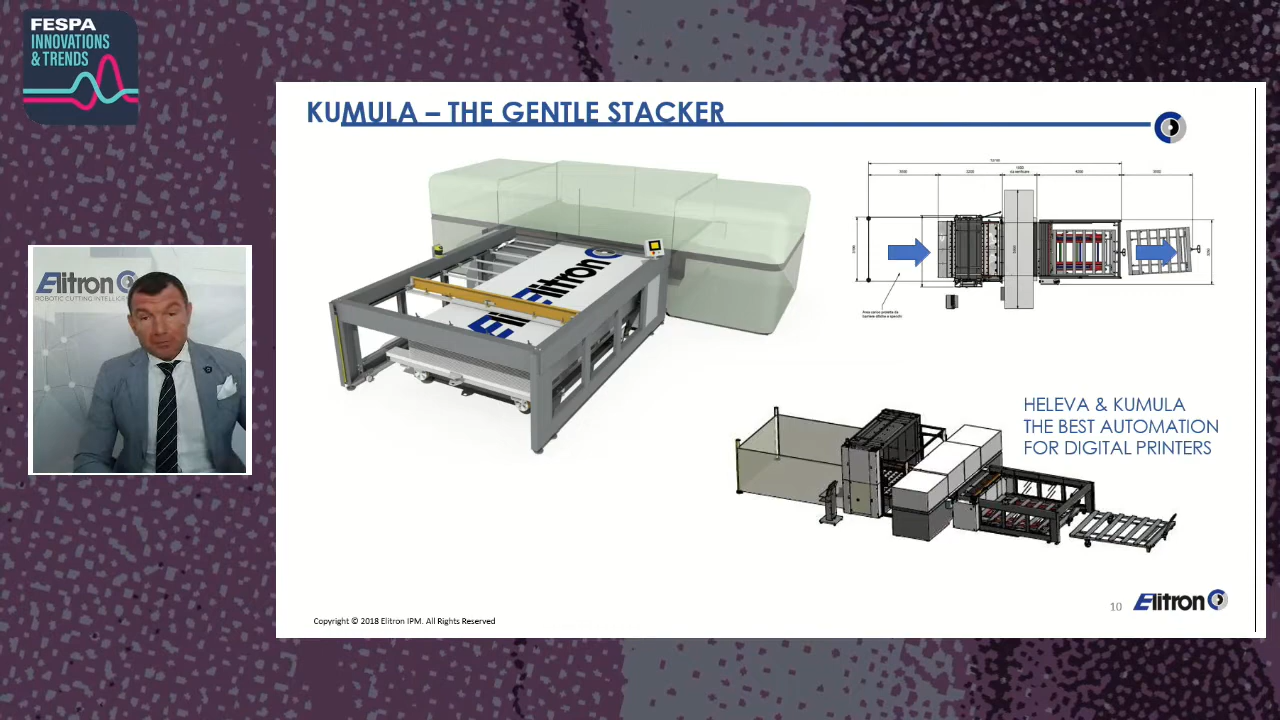 FESPA
INNOVATIONS
& TRENDS
KUMULA – THE GENTLE STACKER
Elitron
Elitron
Elitron
ROBOTIC CUTTING
HELEVA & KUMULA
THE BEST AUTOMATION
FOR DIGITAL PRINTERS
10
Elitron
Copyright © 2018 Elitron IPM. All Rights Reserved